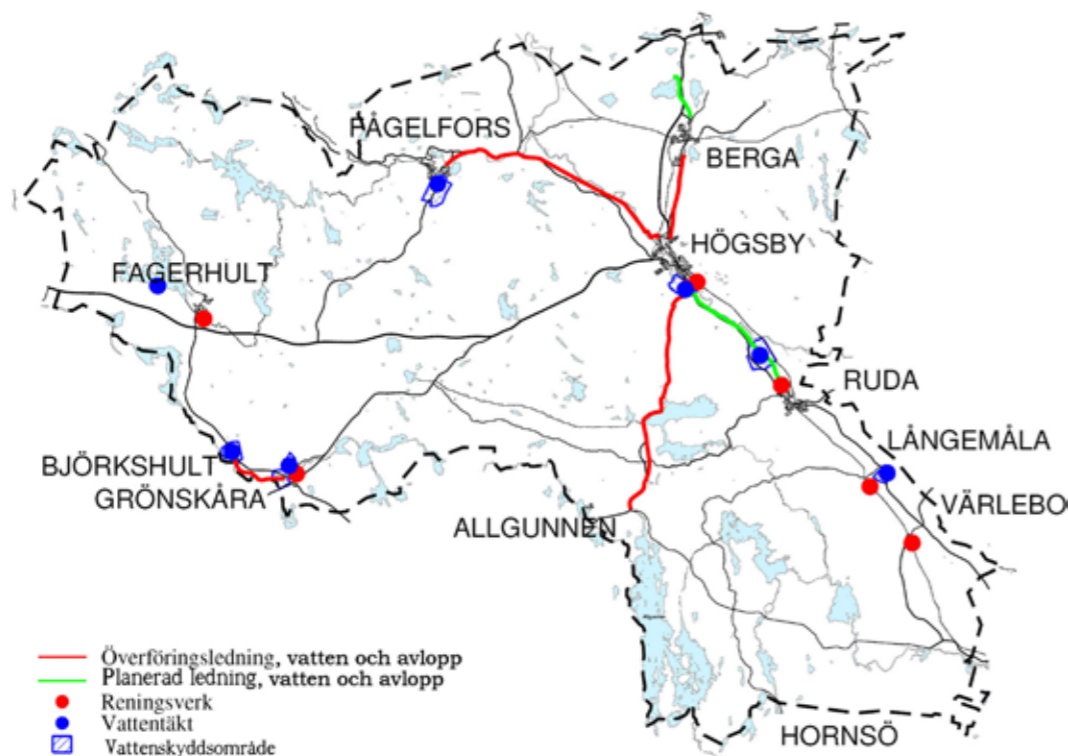 FÅGELFORS
BERGA
HÖGSBY
FAGERHULT
RUDA
LÅNGEMÅLA
BJÖRKSHULT
GRÖNSKÅRA
VÄRLEBO
ALLGUNNEN
HORNSÖ
Överföringsledning, vatten och avlopp
Planerad ledning, vatten och avlopp
Reningsverk
Vattentäkt
Vattenskyddsområde